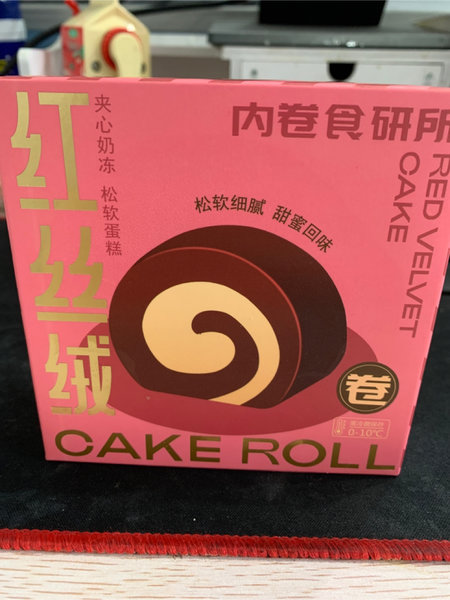 红丝绒
夹心奶冻 松软蛋糕
内卷食研所
RED VELVET
CAKE
松软细腻 甜蜜回味
卷
0-10℃
CAKE ROLL